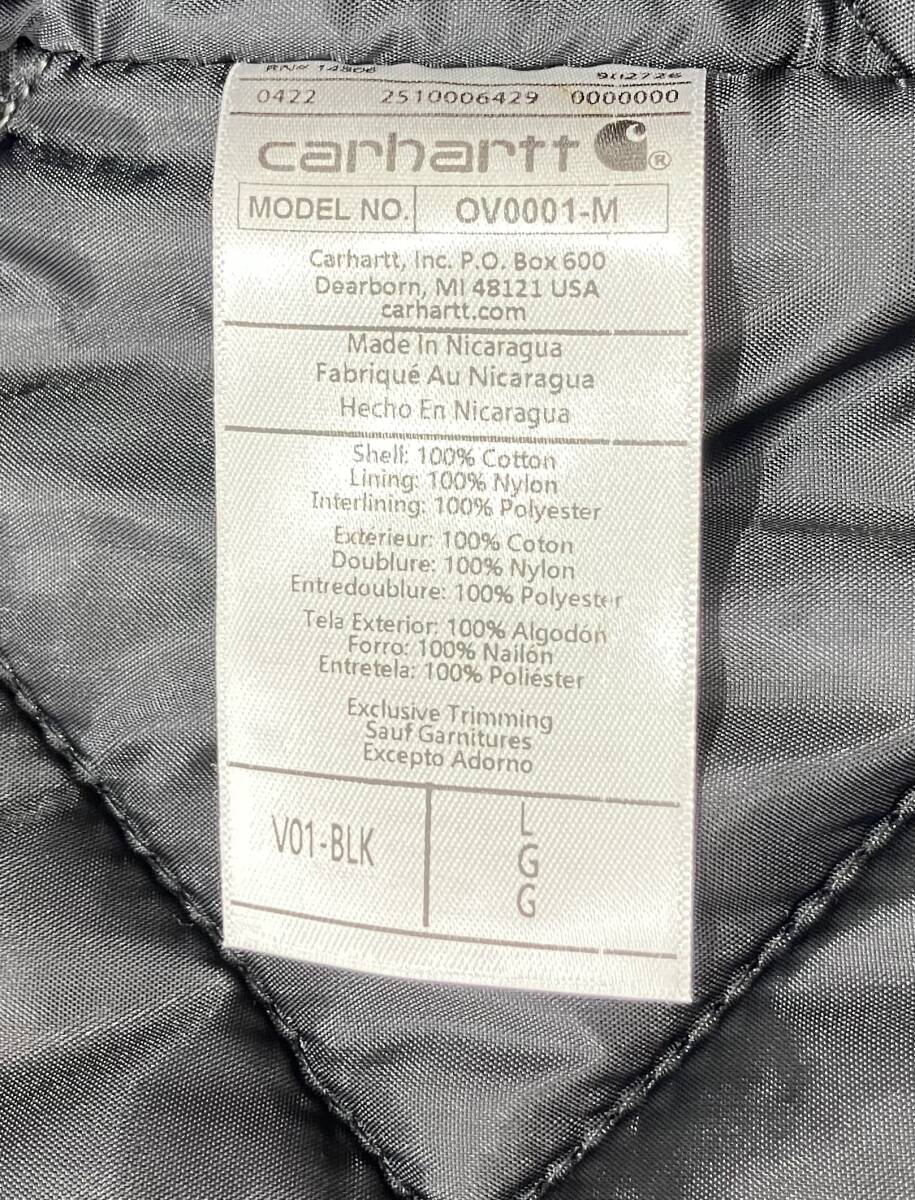 RN# 14806 902726
0422 2510006429 0000000
carhartt ®
MODEL NO. OV0001-M
Carhartt, Inc. P.O. Box 600
Dearborn, MI 48121 USA
carhartt.com
Made In Nicaragua
Fabriqué Au Nicaragua
Hecho En Nicaragua
Shell: 100% Cotton
Lining: 100% Nylon
Interlining: 100% Polyester
Extérieur: 100% Coton
Doublure: 100% Nylon
Entredoublure: 100% Polyester
Tela Exterior: 100% Algodón
Forro: 100% Nailón
Entretela: 100% Poliéster
Exclusive Trimming
Sauf Garnitures
Excepto Adorno
V01-BLK
L
G
G